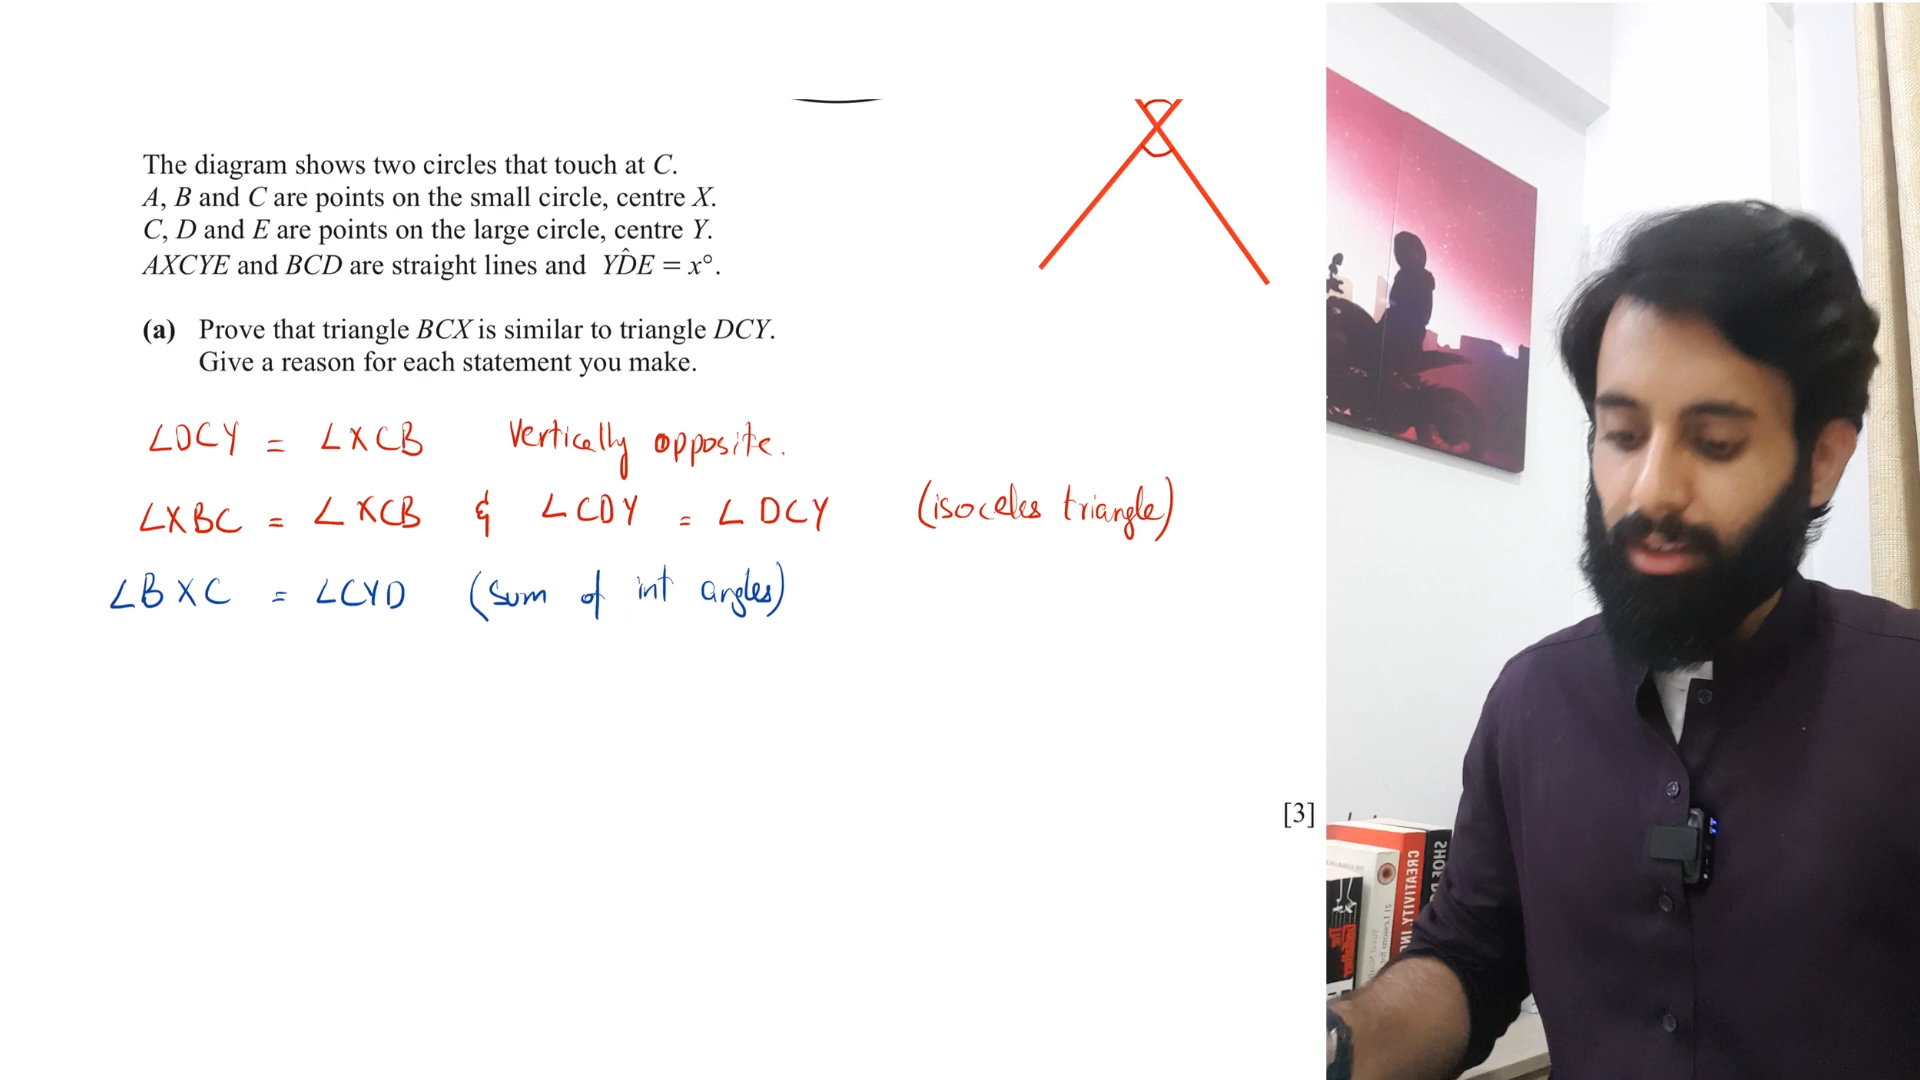 The diagram shows two circles that touch at C.
A, B and C are points on the small circle, centre X.
C, D and E are points on the large circle, centre Y.
AXCYE and BCD are straight lines and YD̂E = x°.
(a) Prove that triangle BCX is similar to triangle DCY.
Give a reason for each statement you make.
∠DCY = ∠XCB Vertically opposite.
∠XBC = ∠XCB & ∠CDY = ∠DCY (isoceles triangle)
∠BXC = ∠CYD (Sum of int angles)
[3]
CREATIVITY, INC
SHOE D